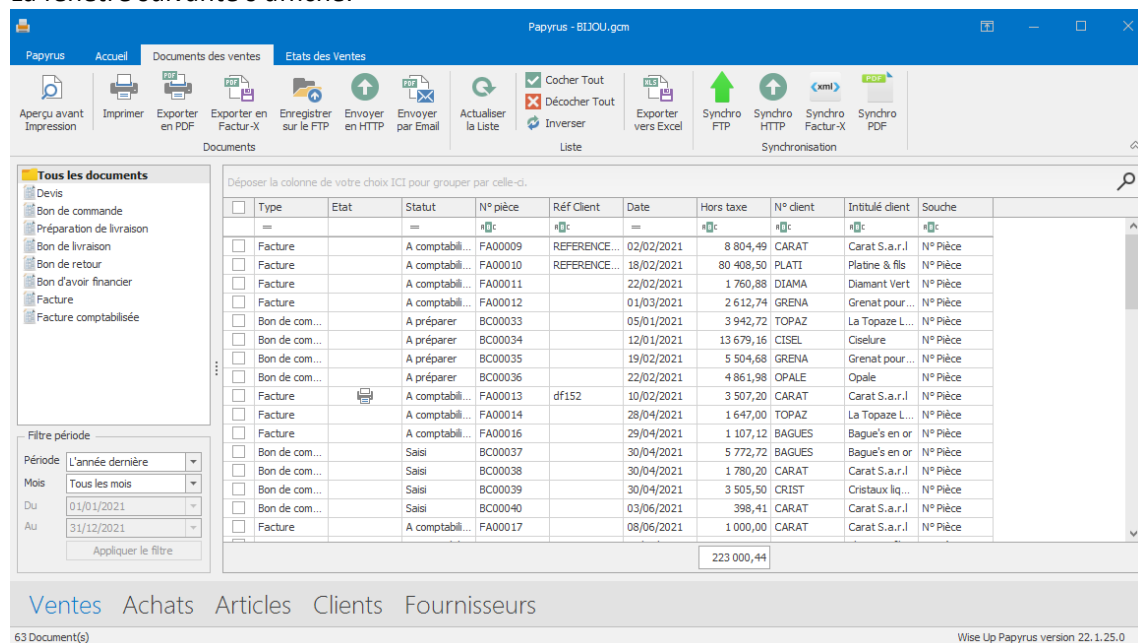 Papyrus - BIJOU.gcm
Papyrus Accueil Documents des ventes Etats des Ventes
Aperçu avant Impression Imprimer Exporter en PDF Exporter en Factur-X Enregistrer sur le FTP Envoyer en HTTP Envoyer par Email Actualiser la Liste Cocher Tout Décocher Tout Inverser Exporter vers Excel Synchro FTP Synchro HTTP Synchro Factur-X Synchro PDF
Documents Liste Synchronisation
Tous les documents
Devis
Bon de commande
Préparation de livraison
Bon de livraison
Bon de retour
Bon d'avoir financier
Facture
Facture comptabilisée
Filtre période
Période L'année dernière
Mois Tous les mois
Du 01/01/2021
Au 31/12/2021
Appliquer le filtre
Déposer la colonne de votre choix ICI pour grouper par celle-ci.
Type Etat Statut N° pièce Réf Client Date Hors taxe N° client Intitulé client Souche
Facture A comptabili... FA00009 REFERENCE... 02/02/2021 8 804,49 CARAT Carat S.a.r.l N° Pièce
Facture A comptabili... FA00010 REFERENCE... 18/02/2021 80 408,50 PLATI Platine & fils N° Pièce
Facture A comptabili... FA00011 22/02/2021 1 760,88 DIAMA Diamant Vert N° Pièce
Facture A comptabili... FA00012 01/03/2021 2 612,74 GRENA Grenat pour... N° Pièce
Bon de com... A préparer BC00033 05/01/2021 3 942,72 TOPAZ La Topaze L... N° Pièce
Bon de com... A préparer BC00034 12/01/2021 13 679,16 CISEL Ciselure N° Pièce
Bon de com... A préparer BC00035 19/02/2021 5 504,68 GRENA Grenat pour... N° Pièce
Bon de com... A préparer BC00036 22/02/2021 4 861,98 OPALE Opale N° Pièce
Facture A comptabili... FA00013 df152 10/02/2021 3 507,20 CARAT Carat S.a.r.l N° Pièce
Facture A comptabili... FA00014 28/04/2021 1 647,00 TOPAZ La Topaze L... N° Pièce
Facture A comptabili... FA00016 29/04/2021 1 107,12 BAGUES Bague's en or N° Pièce
Bon de com... Saisi BC00037 30/04/2021 5 772,72 BAGUES Bague's en or N° Pièce
Bon de com... Saisi BC00038 30/04/2021 1 780,20 CARAT Carat S.a.r.l N° Pièce
Bon de com... Saisi BC00039 30/04/2021 3 505,50 CRIST Cristaux liq... N° Pièce
Bon de com... Saisi BC00040 03/06/2021 398,41 CARAT Carat S.a.r.l N° Pièce
Facture A comptabili... FA00017 08/06/2021 1 000,00 CARAT Carat S.a.r.l N° Pièce
223 000,44
Ventes Achats Articles Clients Fournisseurs
63 Document(s) Wise Up Papyrus version 22.1.25.0